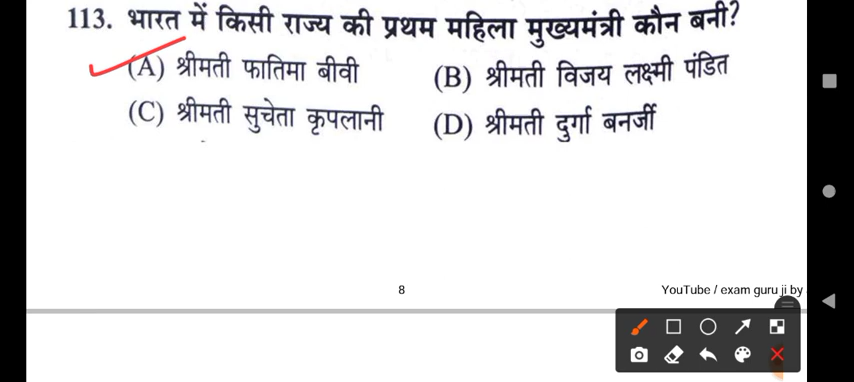 113. भारत में किसी राज्य की प्रथम महिला मुख्यमंत्री कौन बनी?
(A) श्रीमती फातिमा बीवी (B) श्रीमती विजय लक्ष्मी पंडित
(C) श्रीमती सुचेता कृपलानी (D) श्रीमती दुर्गा बनर्जी
8 YouTube / exam guru ji by